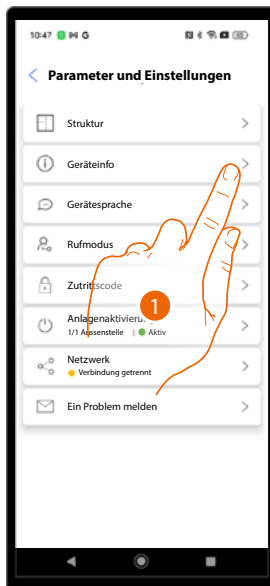 10:47
Parameter und Einstellungen
Struktur
Geräteinfo
Gerätesprache
Rufmodus
Zutrittscode
1
1/1 Aussenstelle | Aktiv
Netzwerk
Verbindung getrennt
Ein Problem melden